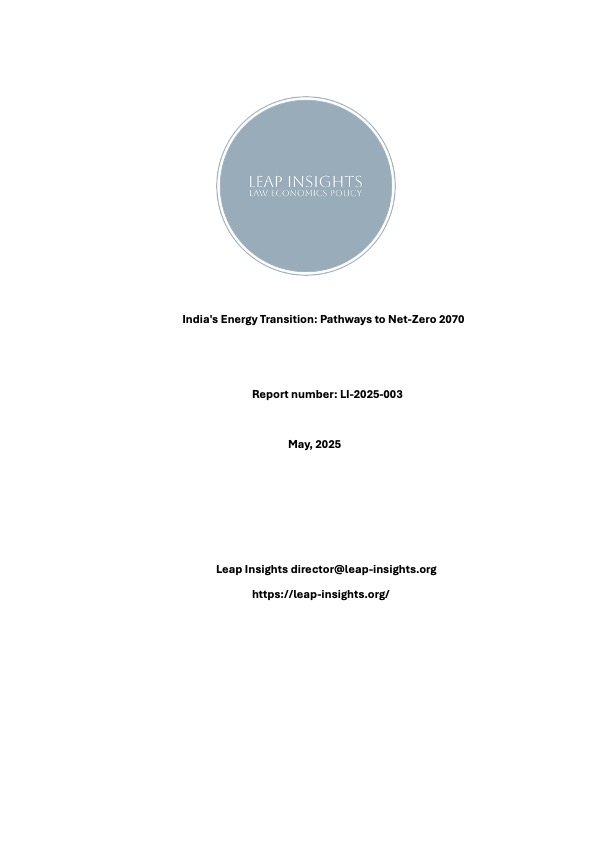 LEAP INSIGHTS
LAW ECONOMICS POLICY
India's Energy Transition: Pathways to Net-Zero 2070
Report number: LI-2025-003
May, 2025
Leap Insights director@leap-insights.org
https://leap-insights.org/